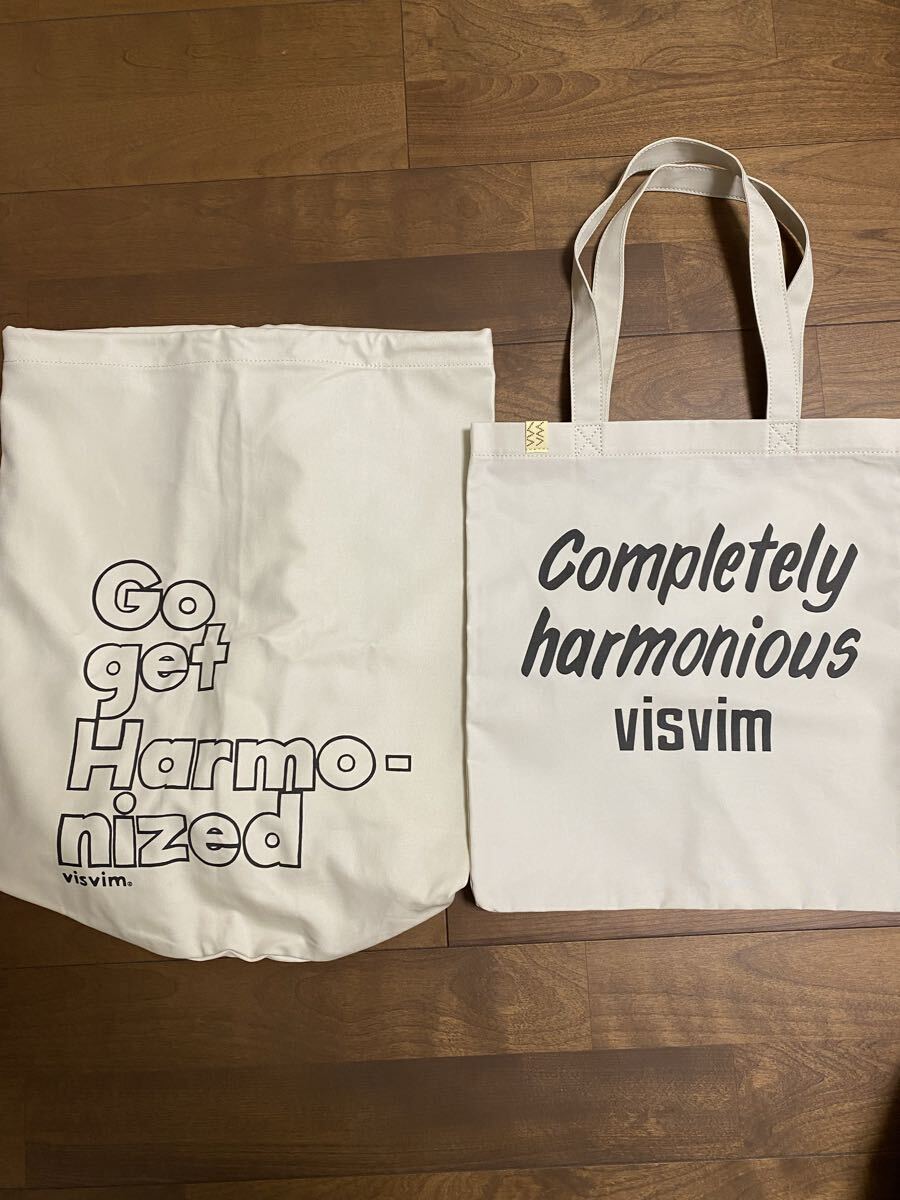 Go
get
Harmo-
nized
visvim®
Completely
harmonious
visvim